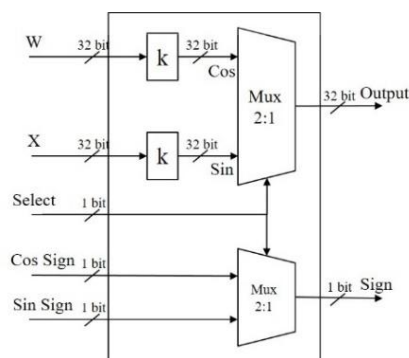 W
32 bit
k
32 bit
Cos
Mux
2:1
32 bit
Output
X
32 bit
k
32 bit
Sin
Select
1 bit
Cos Sign
1 bit
Mux
2:1
1 bit
Sign
Sin Sign
1 bit